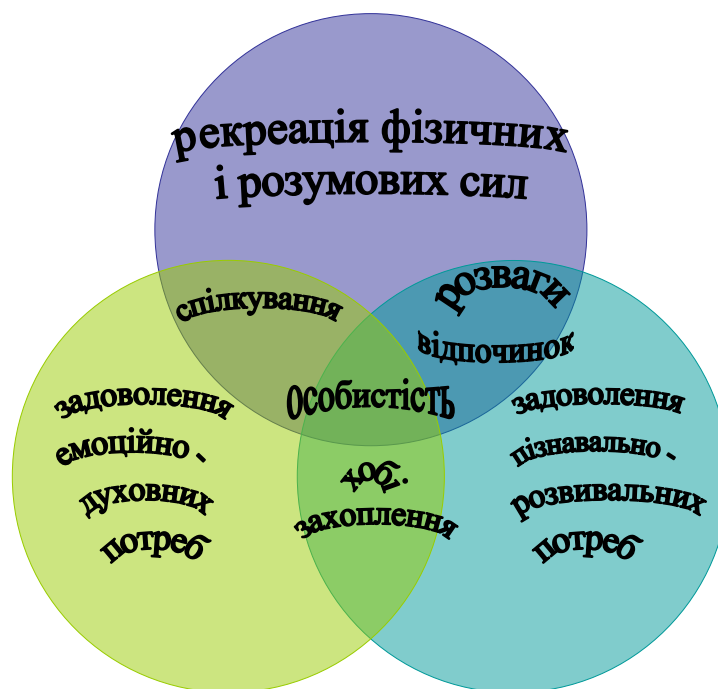 рекреація фізичних
і розумових сил
спілкування
розваги
відпочинок
особистість
задоволення
емоційно -
духовних
потреб
хобі.
захоплення
задоволення
пізнавально -
розвивальних
потреб